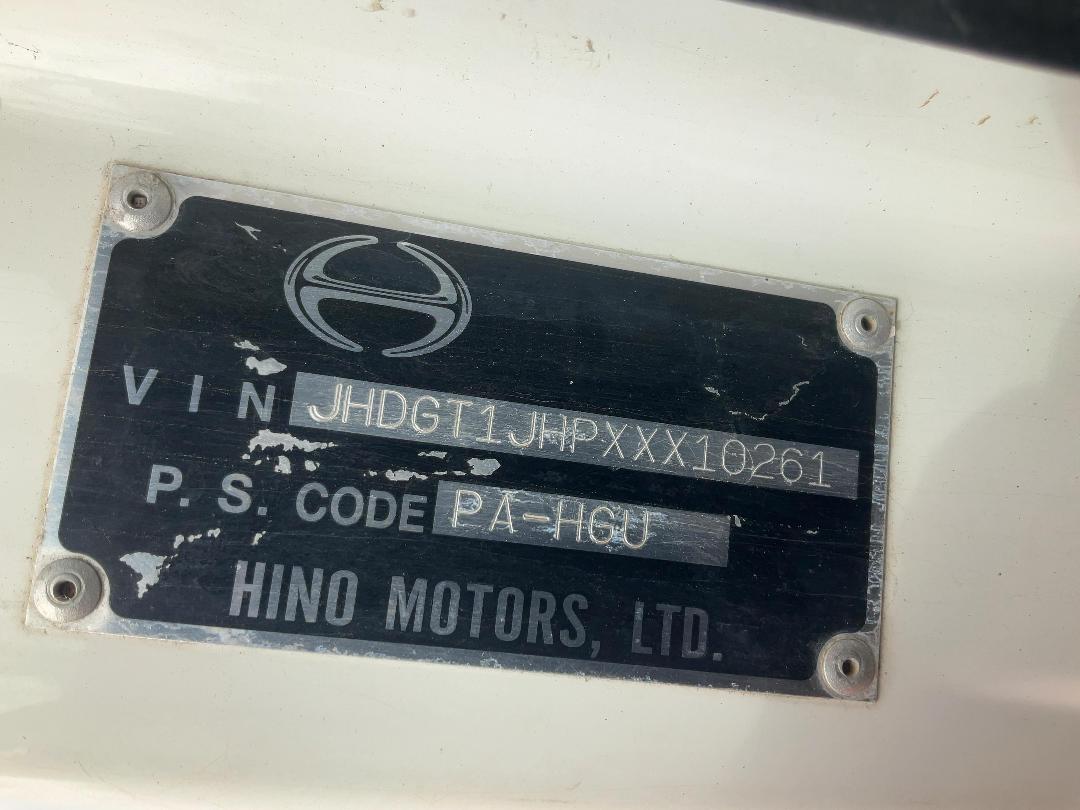 VIN JHDGT1JHPXXX10261
P. S. CODE PA-HGU
HINO MOTORS, LTD.